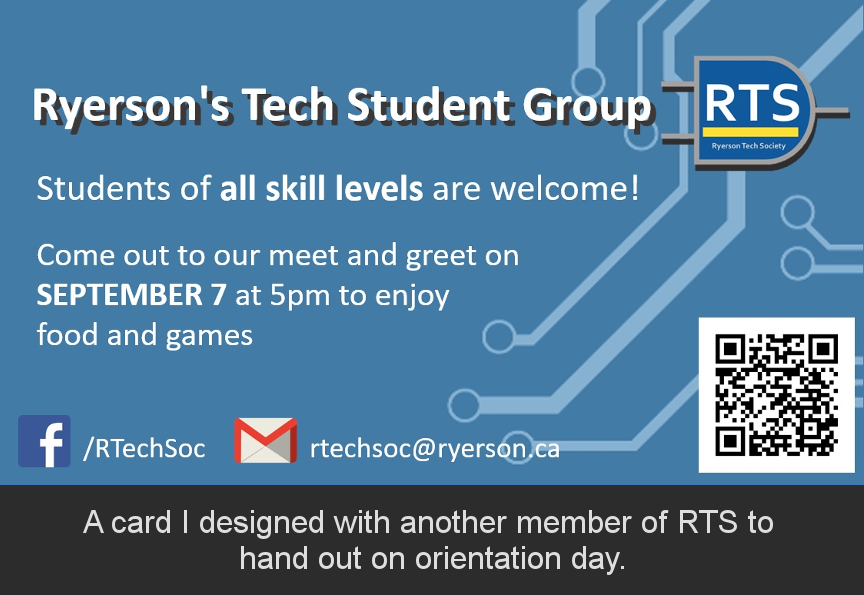 Ryerson's Tech Student Group
RTS
Ryerson Tech Society
Students of all skill levels are welcome!
Come out to our meet and greet on
SEPTEMBER 7 at 5pm to enjoy
food and games
f /RTechSoc
rtechsoc@ryerson.ca
A card I designed with another member of RTS to
hand out on orientation day.